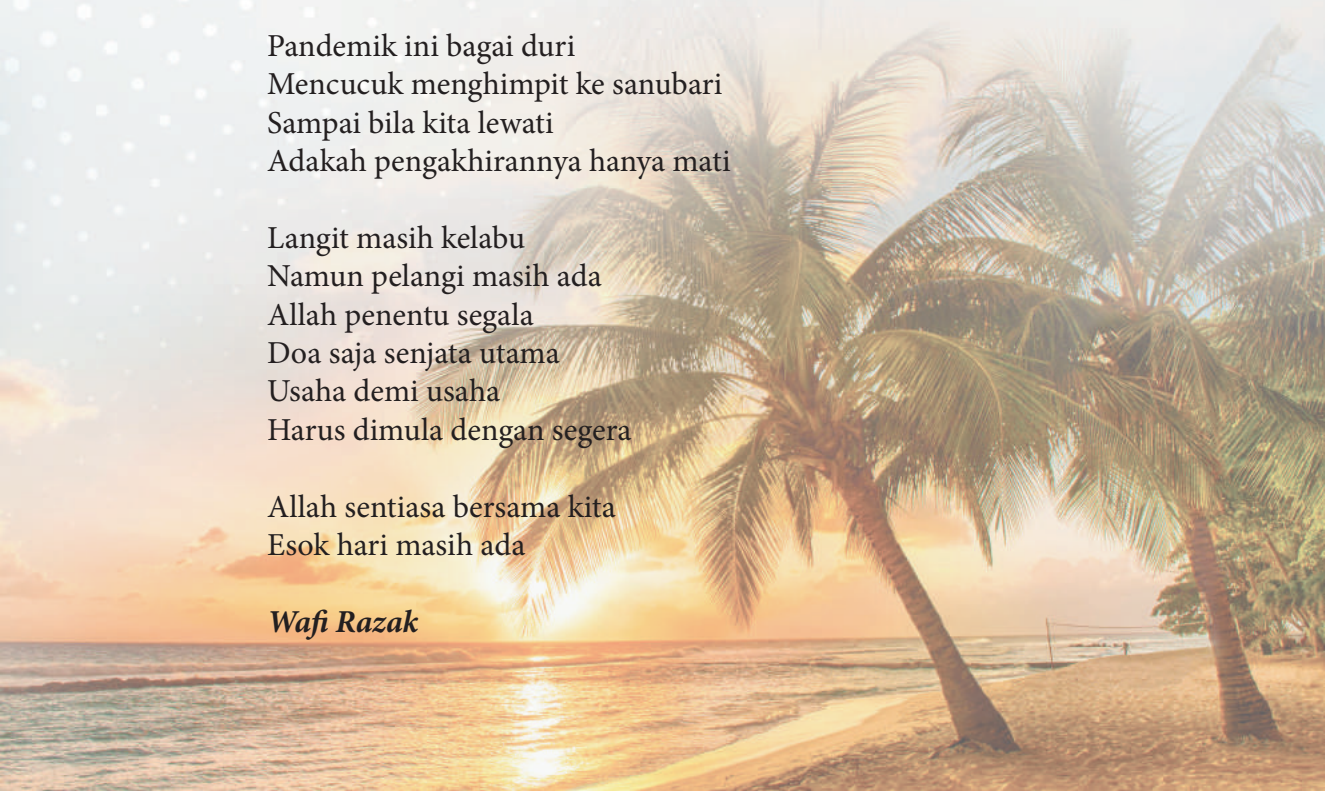 Pandemik ini bagai duri
Mencucuk menghimpit ke sanubari
Sampai bila kita lewati
Adakah pengakhirannya hanya mati
Langit masih kelabu
Namun pelangi masih ada
Allah penentu segala
Doa saja senjata utama
Usaha demi usaha
Harus dimula dengan segera
Allah sentiasa bersama kita
Esok hari masih ada
Wafi Razak